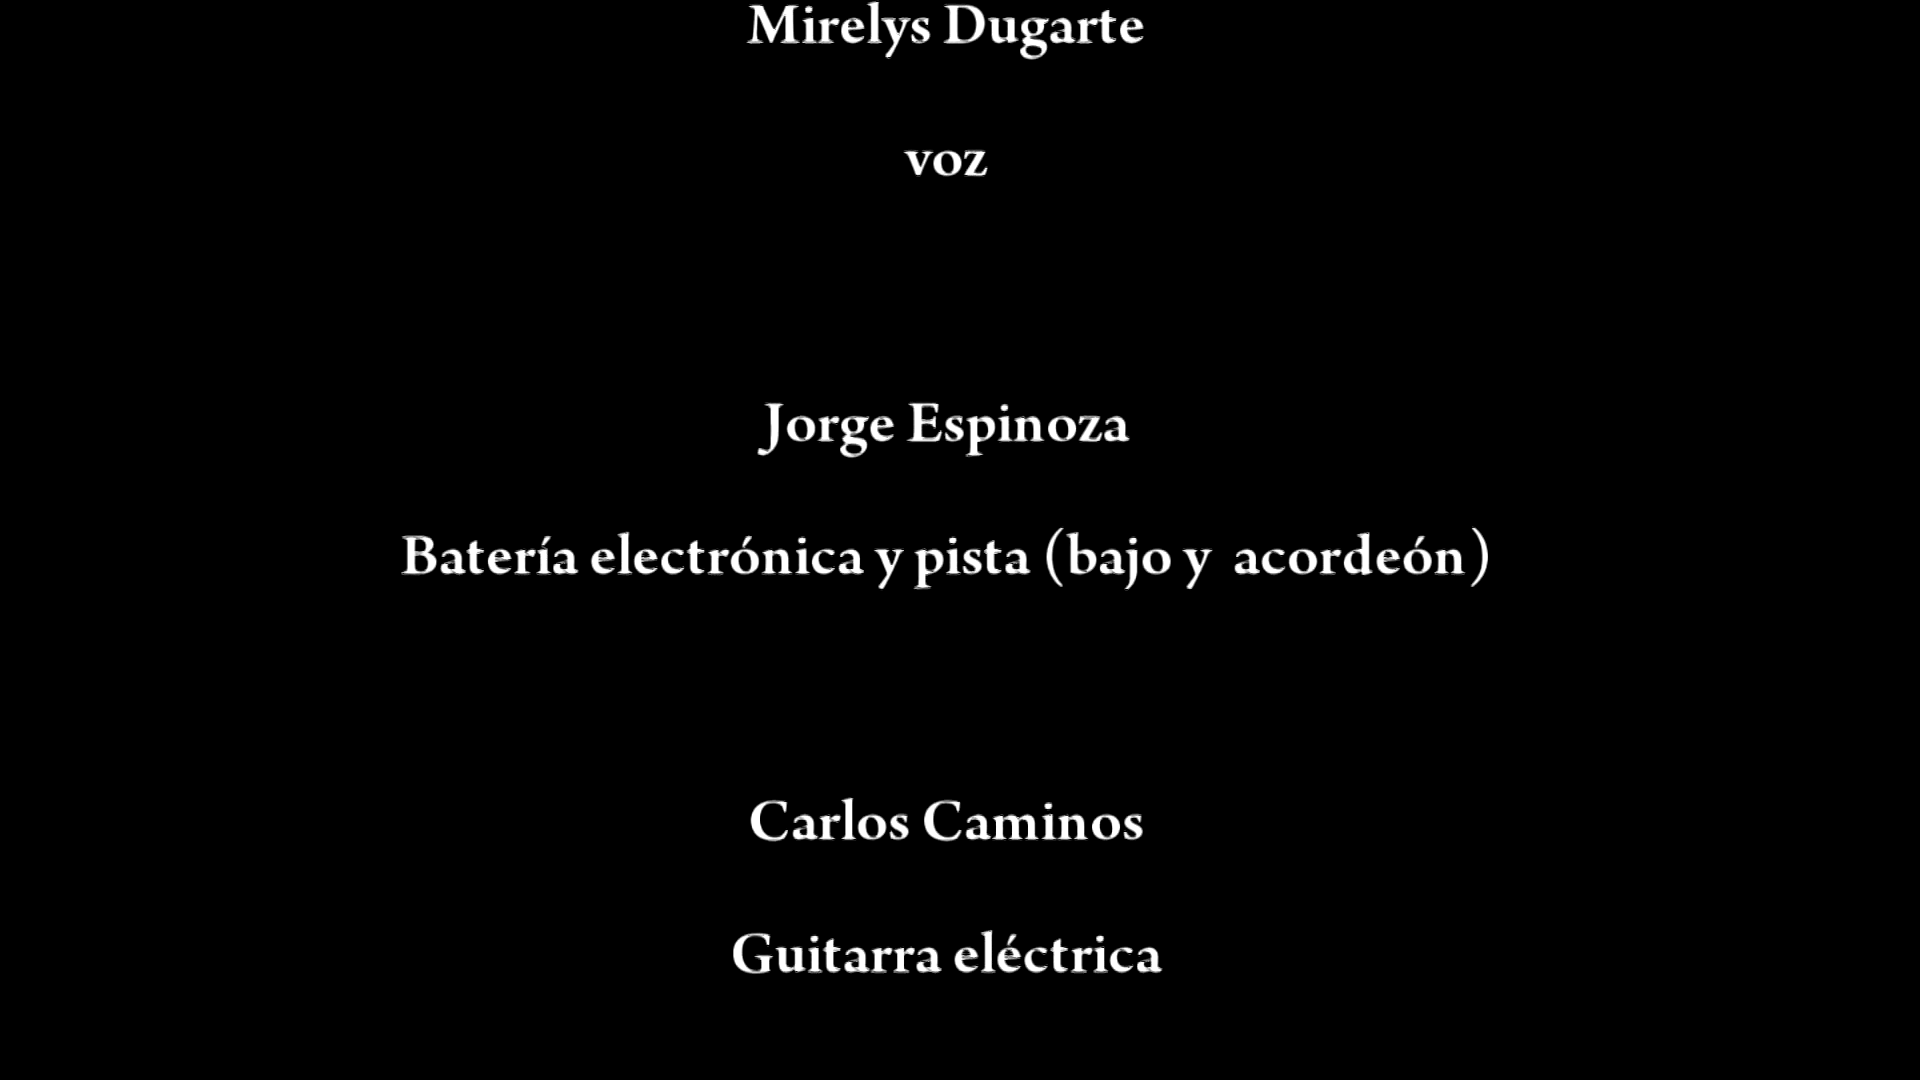 Mirelys Dugarte
voz
Jorge Espinoza
Batería electrónica y pista (bajo y  acordeón)
Carlos Caminos
Guitarra eléctrica